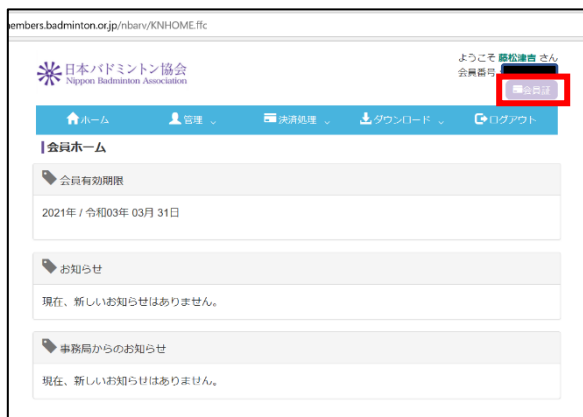 embers.badminton.or.jp/nbarv/KNHOME.ffc
日本バドミントン協会
Nippon Badminton Association
ようこそ 藤松津吉 さん
会員番号
会員証
ホーム 管理 決済処理 ダウンロード ログアウト
会員ホーム
会員有効期限
2021年 / 令和03年 03月 31日
お知らせ
現在、新しいお知らせはありません。
事務局からのお知らせ
現在、新しいお知らせはありません。